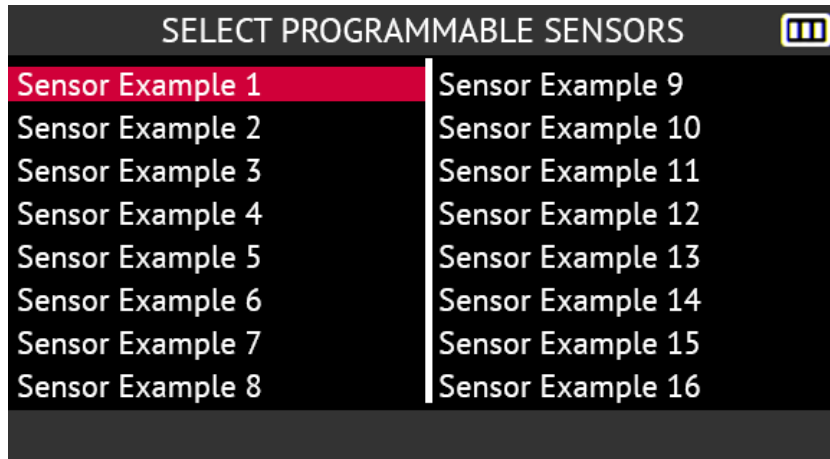 SELECT PROGRAMMABLE SENSORS
Sensor Example 1
Sensor Example 2
Sensor Example 3
Sensor Example 4
Sensor Example 5
Sensor Example 6
Sensor Example 7
Sensor Example 8
Sensor Example 9
Sensor Example 10
Sensor Example 11
Sensor Example 12
Sensor Example 13
Sensor Example 14
Sensor Example 15
Sensor Example 16